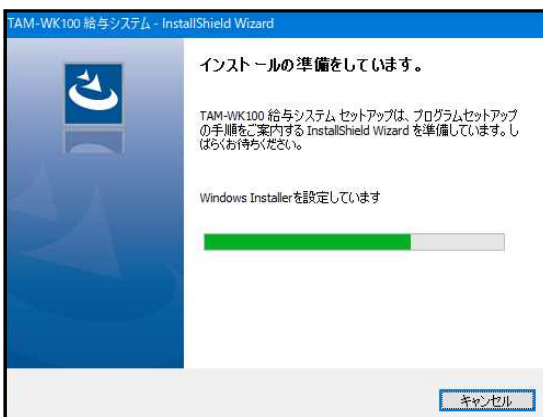 TAM-WK100 給与システム - InstallShield Wizard
インストールの準備をしています。
TAM-WK100 給与システム セットアップは、プログラムセットアップ
の手順をご案内する InstallShield Wizard を準備しています。し
ばらくお待ちください。
Windows Installerを設定しています
キャンセル